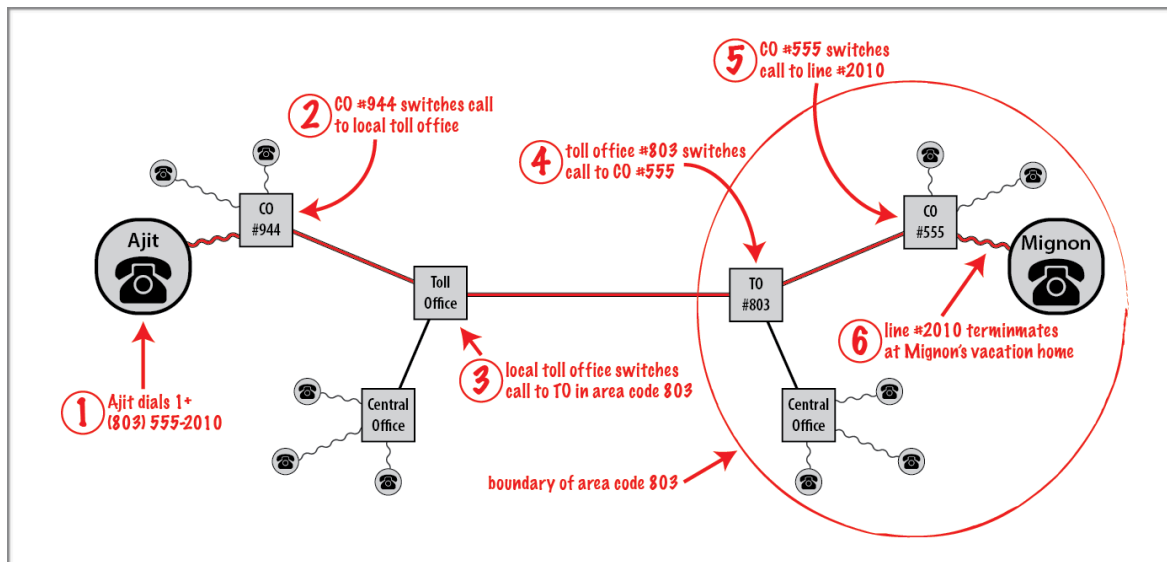 5 CO #555 switches
call to line #2010
2 CO #944 switches call
to local toll office
4 toll office #803 switches
call to CO #555
CO
#944
CO
#555
Ajit
Mignon
Toll
Office
TO
#803
6 line #2010 terminmates
at Mignon's vacation home
3 local toll office switches
call to TO in area code 803
1 Ajit dials 1+
(803) 555-2010
Central
Office
Central
Office
boundary of area code 803